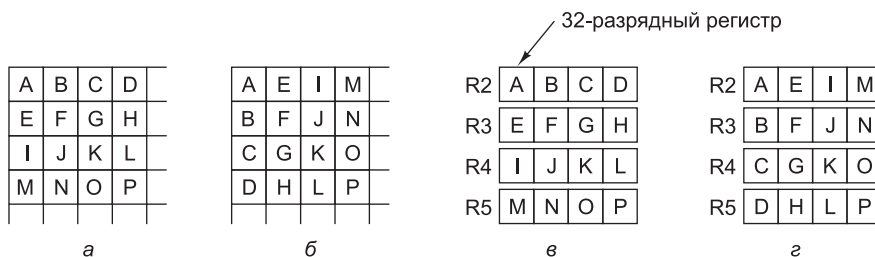 32-разрядный регистр
A B C D A E I M R2 A B C D R2 A E I M
E F G H B F J N R3 E F G H R3 B F J N
I J K L C G K O R4 I J K L R4 C G K O
M N O P D H L P R5 M N O P R5 D H L P
а б в г